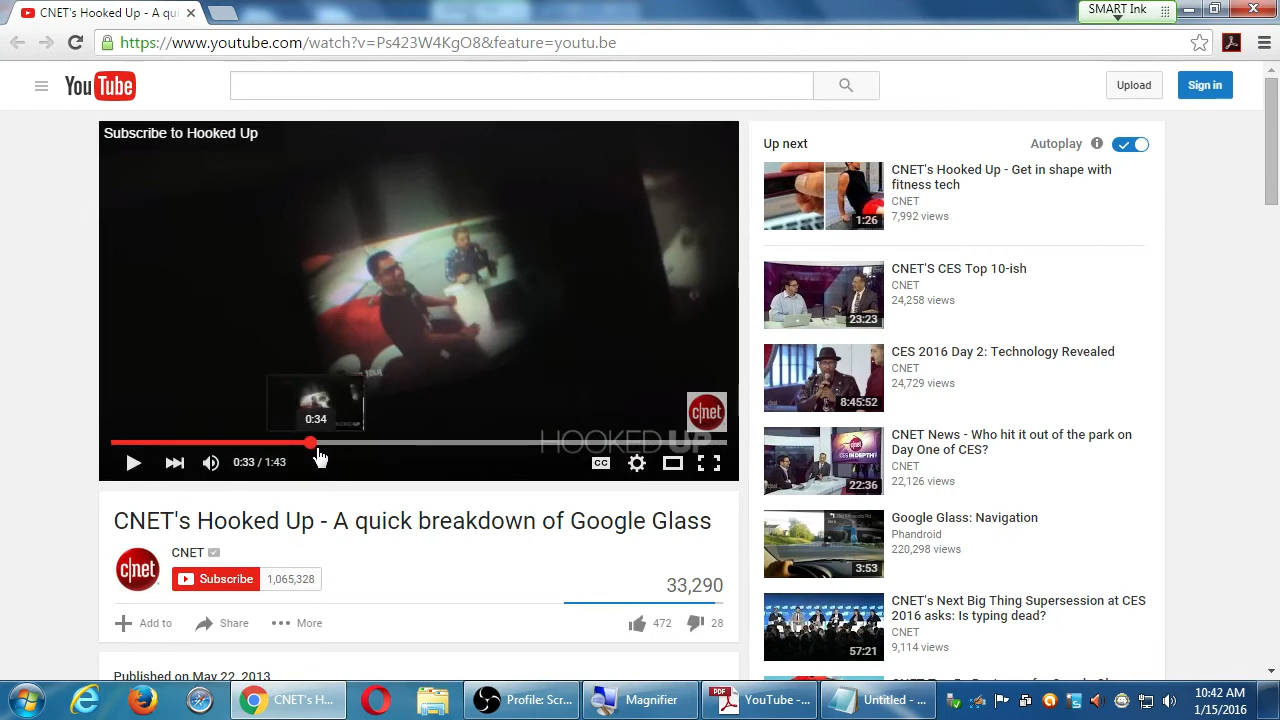 CNET's Hooked Up - A qui
SMART Ink
https://www.youtube.com/watch?v=Ps423W4KgO8&feature=youtu.be
YouTube
Upload
Sign in
Subscribe to Hooked Up
0:34
c|net
HOOKED UP
0:33 / 1:43
CC
CNET's Hooked Up - A quick breakdown of Google Glass
c|net
CNET
Subscribe
1,065,328
33,290
Add to
Share
More
472
28
Published on May 22, 2013
Up next
Autoplay
CNET's Hooked Up - Get in shape with
fitness tech
CNET
7,992 views
1:26
CNET'S CES Top 10-ish
CNET
24,258 views
23:23
CES 2016 Day 2: Technology Revealed
CNET
24,729 views
8:45:52
CNET News - Who hit it out of the park on
Day One of CES?
CNET
22,126 views
22:36
Google Glass: Navigation
Phandroid
220,298 views
3:53
CNET's Next Big Thing Supersession at CES
2016 asks: Is typing dead?
CNET
9,114 views
57:21
CNET's H...
Profile: Scr...
Magnifier
PDF
YouTube -...
Untitled - ...
10:42 AM
1/15/2016